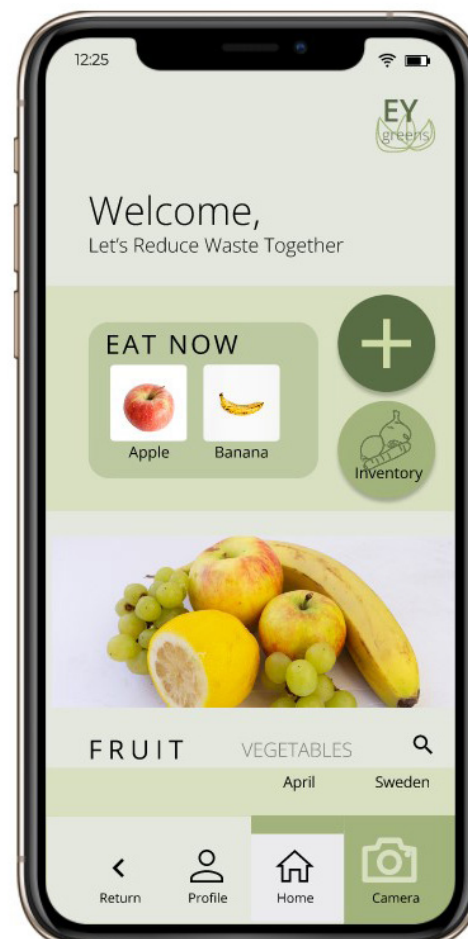 12:25
EY
greens
Welcome,
Let's Reduce Waste Together
EAT NOW
Apple Banana
Inventory
FRUIT VEGETABLES
April Sweden
Return Profile Home Camera